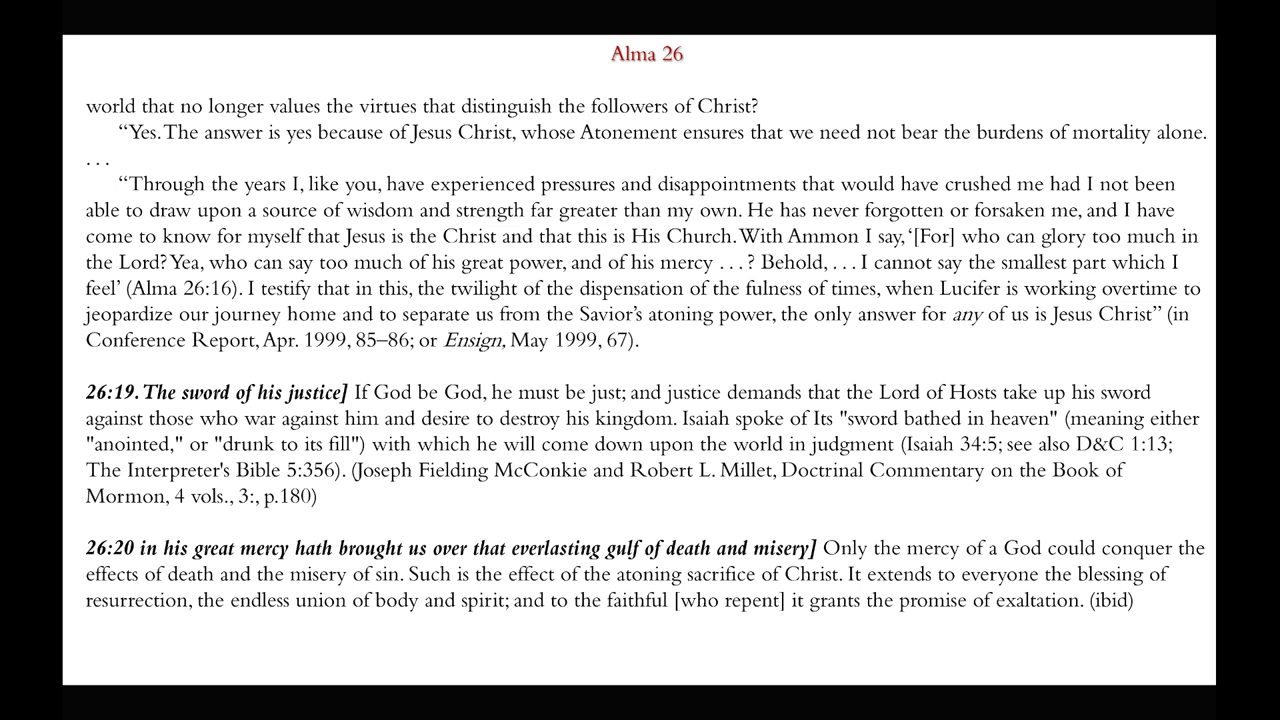 Alma 26
world that no longer values the virtues that distinguish the followers of Christ?
“Yes. The answer is yes because of Jesus Christ, whose Atonement ensures that we need not bear the burdens of mortality alone.
. . .
“Through the years I, like you, have experienced pressures and disappointments that would have crushed me had I not been
able to draw upon a source of wisdom and strength far greater than my own. He has never forgotten or forsaken me, and I have
come to know for myself that Jesus is the Christ and that this is His Church. With Ammon I say, ‘[For] who can glory too much in
the Lord? Yea, who can say too much of his great power, and of his mercy . . . ? Behold, . . . I cannot say the smallest part which I
feel’ (Alma 26:16). I testify that in this, the twilight of the dispensation of the fulness of times, when Lucifer is working overtime to
jeopardize our journey home and to separate us from the Savior’s atoning power, the only answer for any of us is Jesus Christ” (in
Conference Report, Apr. 1999, 85–86; or Ensign, May 1999, 67).
26:19. The sword of his justice] If God be God, he must be just; and justice demands that the Lord of Hosts take up his sword
against those who war against him and desire to destroy his kingdom. Isaiah spoke of Its "sword bathed in heaven" (meaning either
"anointed," or "drunk to its fill") with which he will come down upon the world in judgment (Isaiah 34:5; see also D&C 1:13;
The Interpreter's Bible 5:356). (Joseph Fielding McConkie and Robert L. Millet, Doctrinal Commentary on the Book of
Mormon, 4 vols., 3:, p.180)
26:20 in his great mercy hath brought us over that everlasting gulf of death and misery] Only the mercy of a God could conquer the
effects of death and the misery of sin. Such is the effect of the atoning sacrifice of Christ. It extends to everyone the blessing of
resurrection, the endless union of body and spirit; and to the faithful [who repent] it grants the promise of exaltation. (ibid)